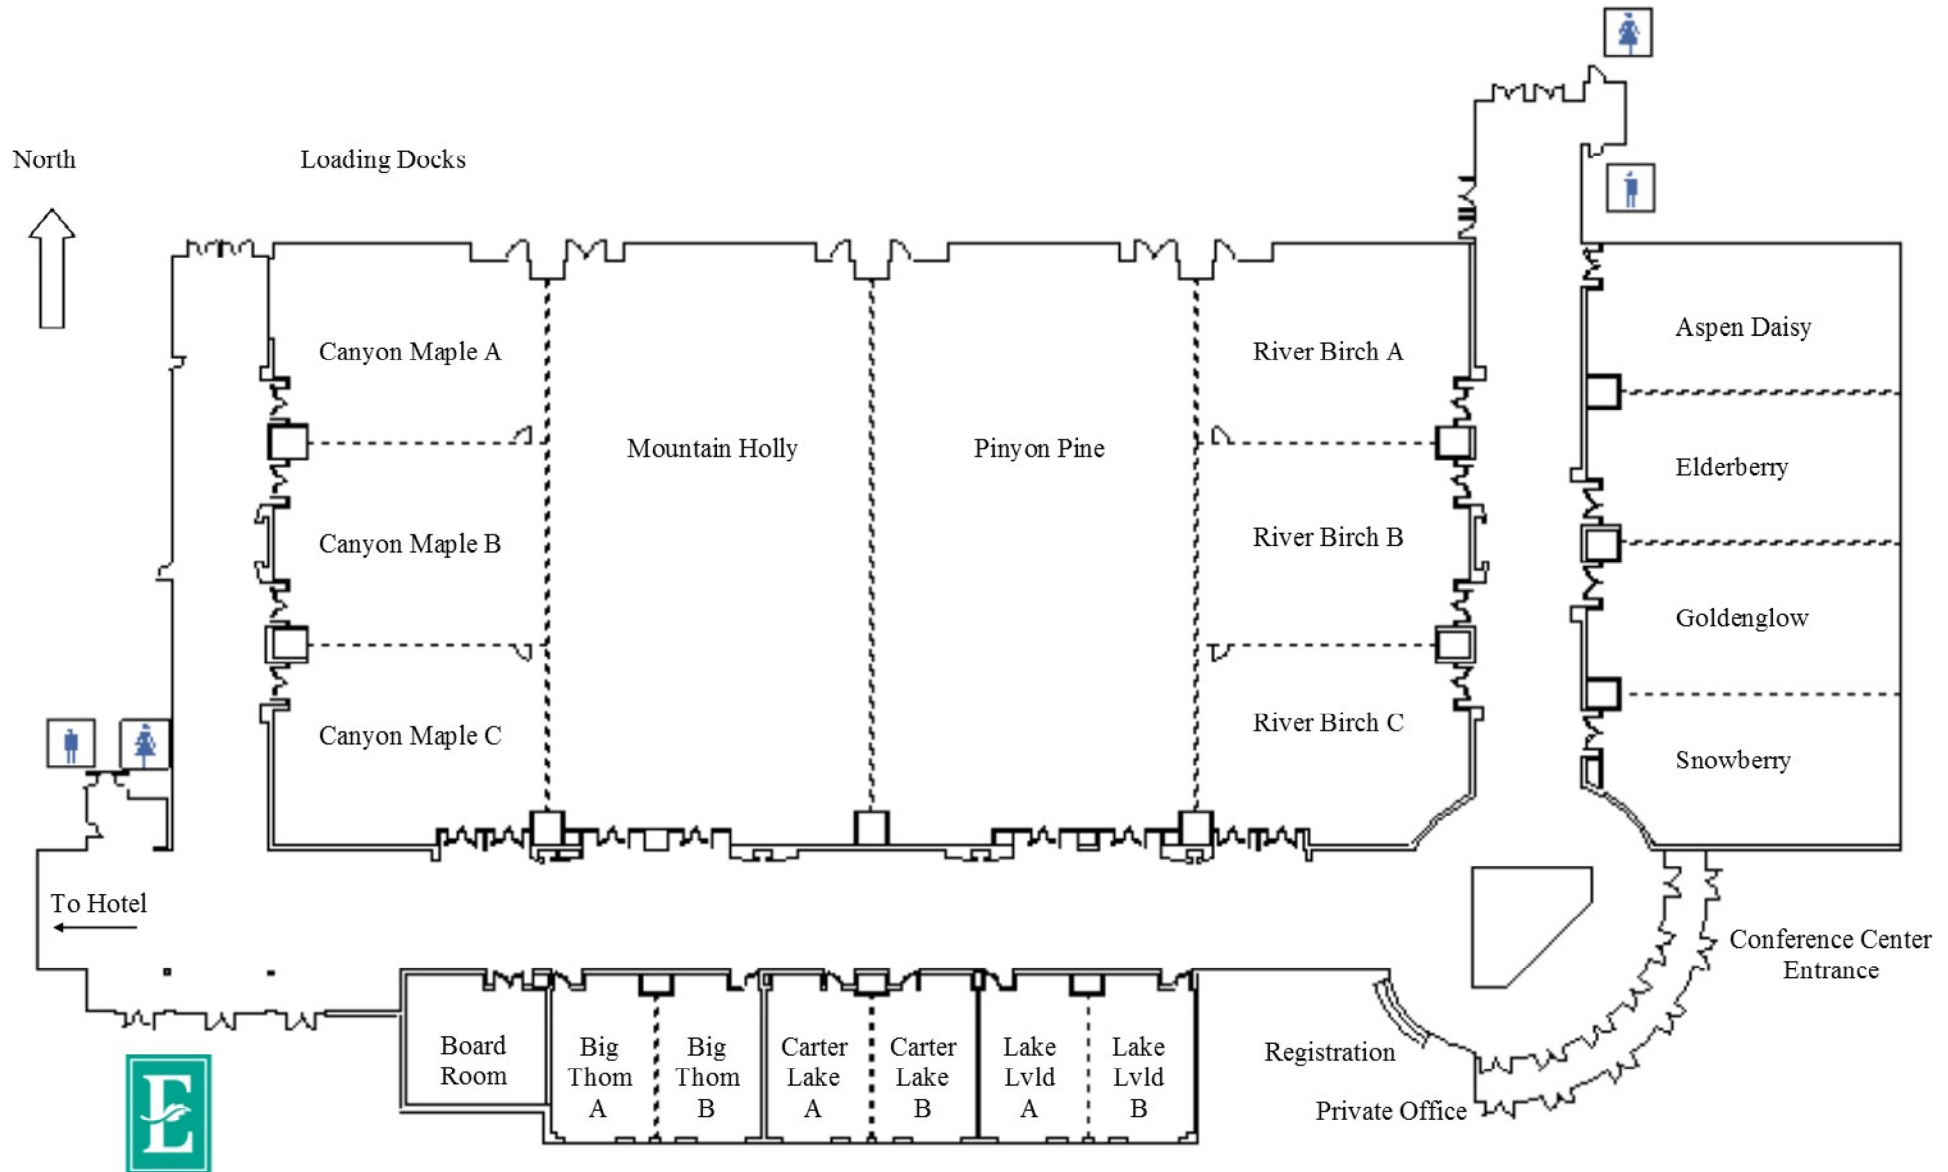 North
Loading Docks
Canyon Maple A
River Birch A
Aspen Daisy
Mountain Holly
Pinyon Pine
Elderberry
Canyon Maple B
River Birch B
Goldenglow
Canyon Maple C
River Birch C
Snowberry
To Hotel
Conference Center
Entrance
Board
Room
Big
Thom
A
Big
Thom
B
Carter
Lake
A
Carter
Lake
B
Lake
Lvld
A
Lake
Lvld
B
Registration
Private Office
E